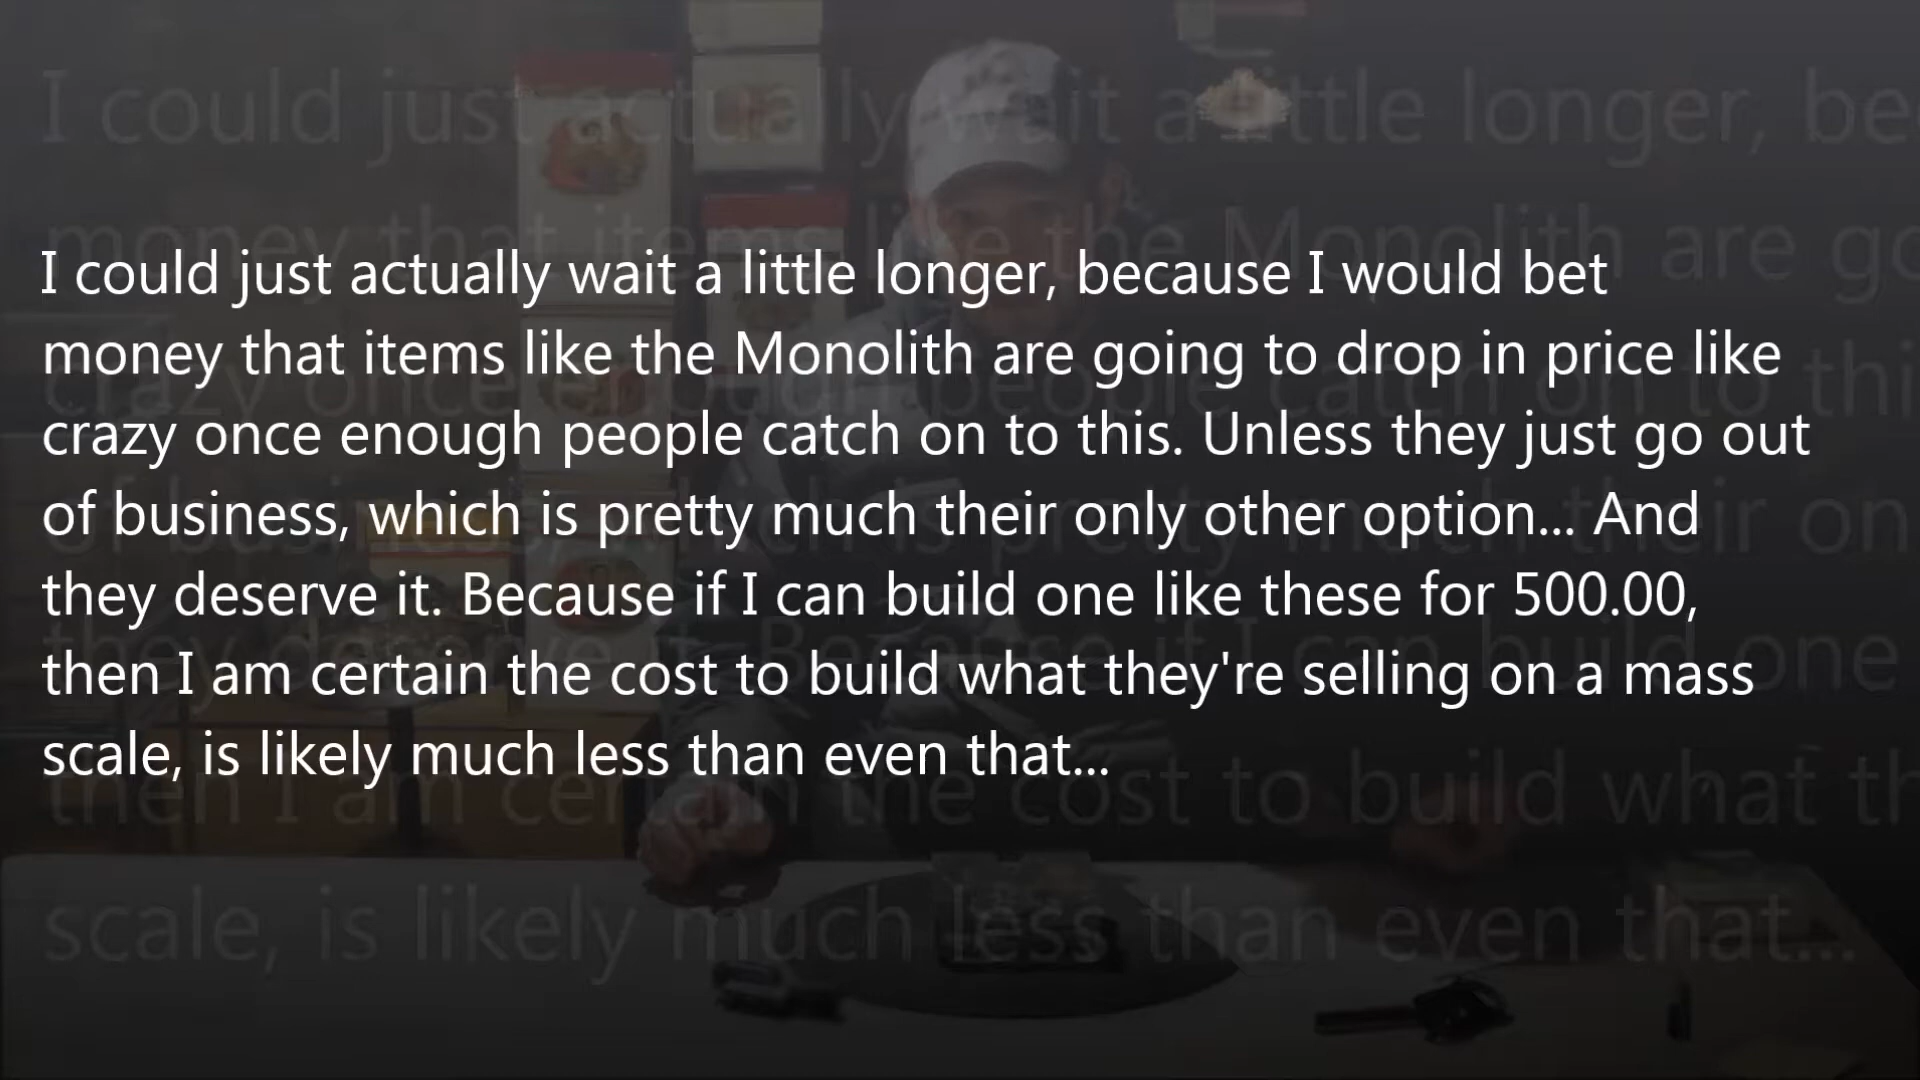 I could just actually wait a little longer, because I would bet
money that items like the Monolith are going to drop in price like
crazy once enough people catch on to this. Unless they just go out
of business, which is pretty much their only other option... And
they deserve it. Because if I can build one like these for 500.00,
then I am certain the cost to build what they're selling on a mass
scale, is likely much less than even that...